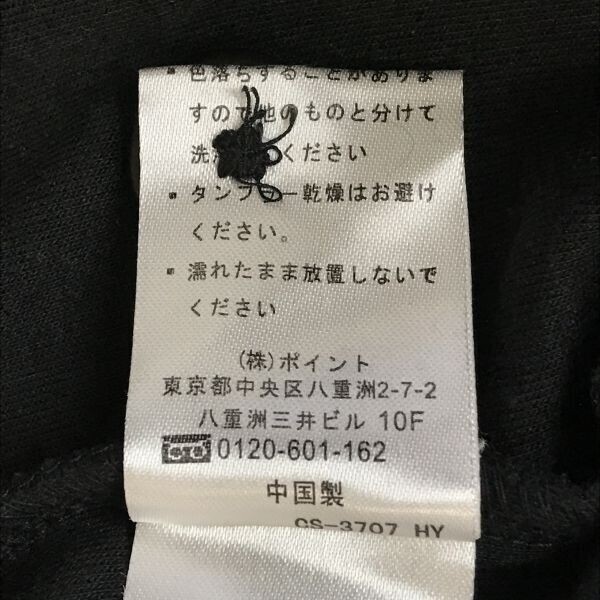 ・色落ちすることがありま
すので他のものと分けて
洗ください
・タンブラー乾燥はお避け
ください。
・濡れたまま放置しないで
ください
(株)ポイント
東京都中央区八重洲2-7-2
八重洲三井ビル 10F
0120-601-162
中国製
CS-3707 HY